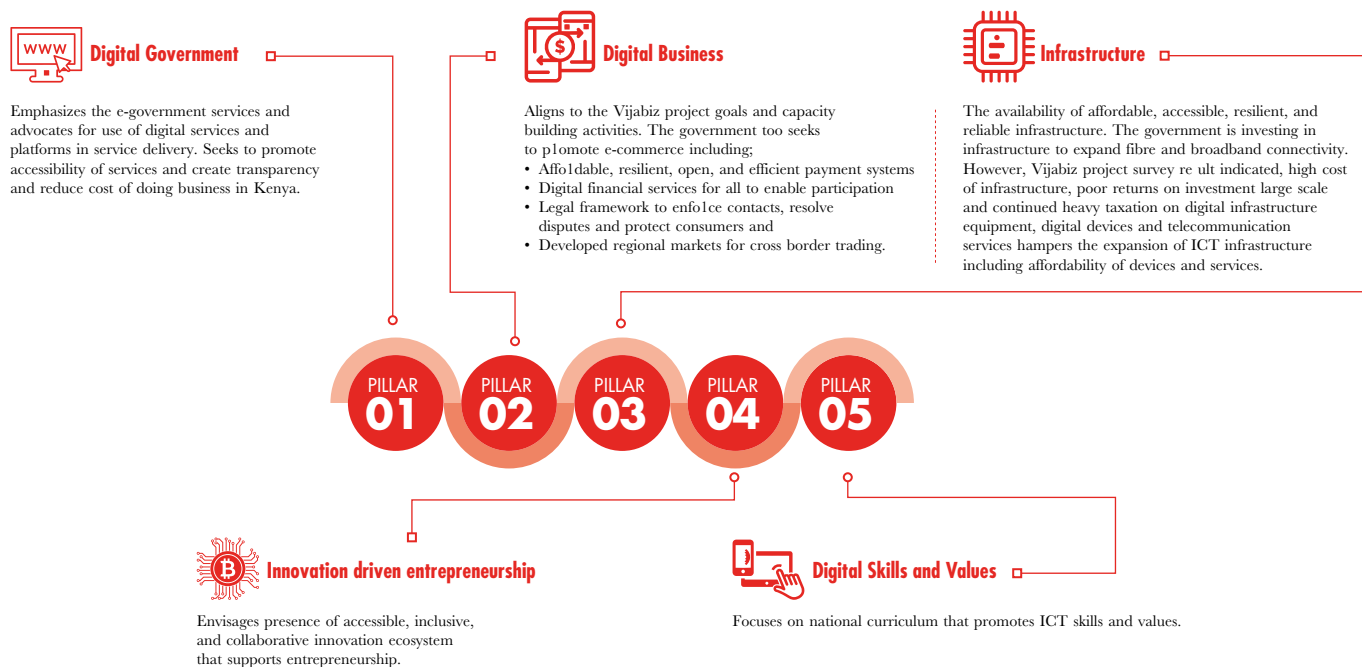 www
Digital Government
Emphasizes the e-government services and
advocates for use of digital services and
platforms in service delivery. Seeks to promote
accessibility of services and create transparency
and reduce cost of doing business in Kenya.
$
Digital Business
Aligns to the Vijabiz project goals and capacity
building activities. The government too seeks
to p1omote e-commerce including;
• Affo1dable, resilient, open, and efficient payment systems
• Digital financial services for all to enable participation
• Legal framework to enfo1ce contacts, resolve
disputes and protect consumers and
• Developed regional markets for cross border trading.
Infrastructure
The availability of affordable, accessible, resilient, and
reliable infrastructure. The government is investing in
infrastructure to expand fibre and broadband connectivity.
However, Vijabiz project survey re ult indicated, high cost
of infrastructure, poor returns on investment large scale
and continued heavy taxation on digital infrastructure
equipment, digital devices and telecommunication
services hampers the expansion of ICT infrastructure
including affordability of devices and services.
PILLAR
01
PILLAR
02
PILLAR
03
PILLAR
04
PILLAR
05
Innovation driven entrepreneurship
Envisages presence of accessible, inclusive,
and collaborative innovation ecosystem
that supports entrepreneurship.
Digital Skills and Values
Focuses on national curriculum that promotes ICT skills and values.